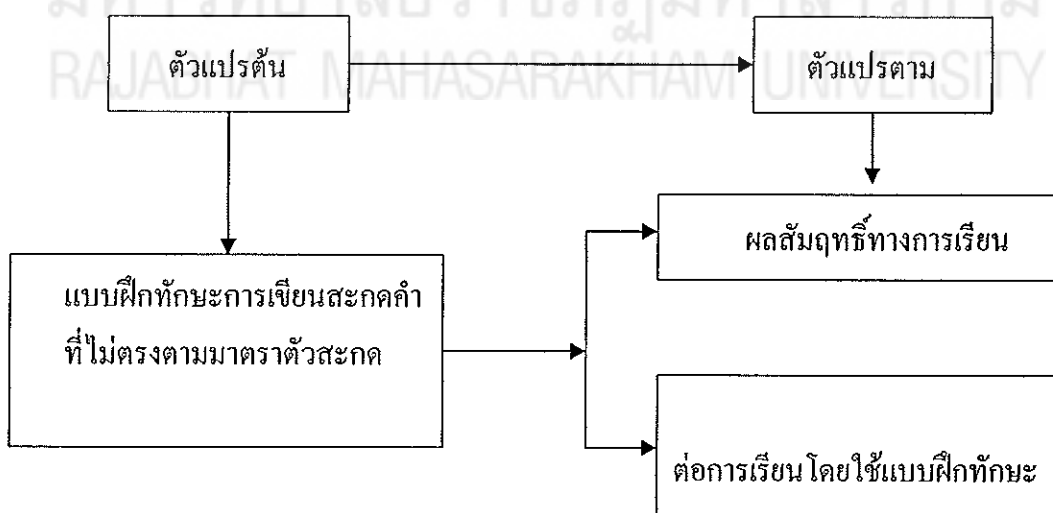 ตัวแปรต้น
ตัวแปรตาม
RAJABHAT MAHASARAKHAM UNIVERSITY
ผลสัมฤทธิ์ทางการเรียน
แบบฝึกทักษะการเขียนสะกดคำ
ที่ไม่ตรงตามมาตราตัวสะกด
ต่อการเรียนโดยใช้แบบฝึกทักษะ